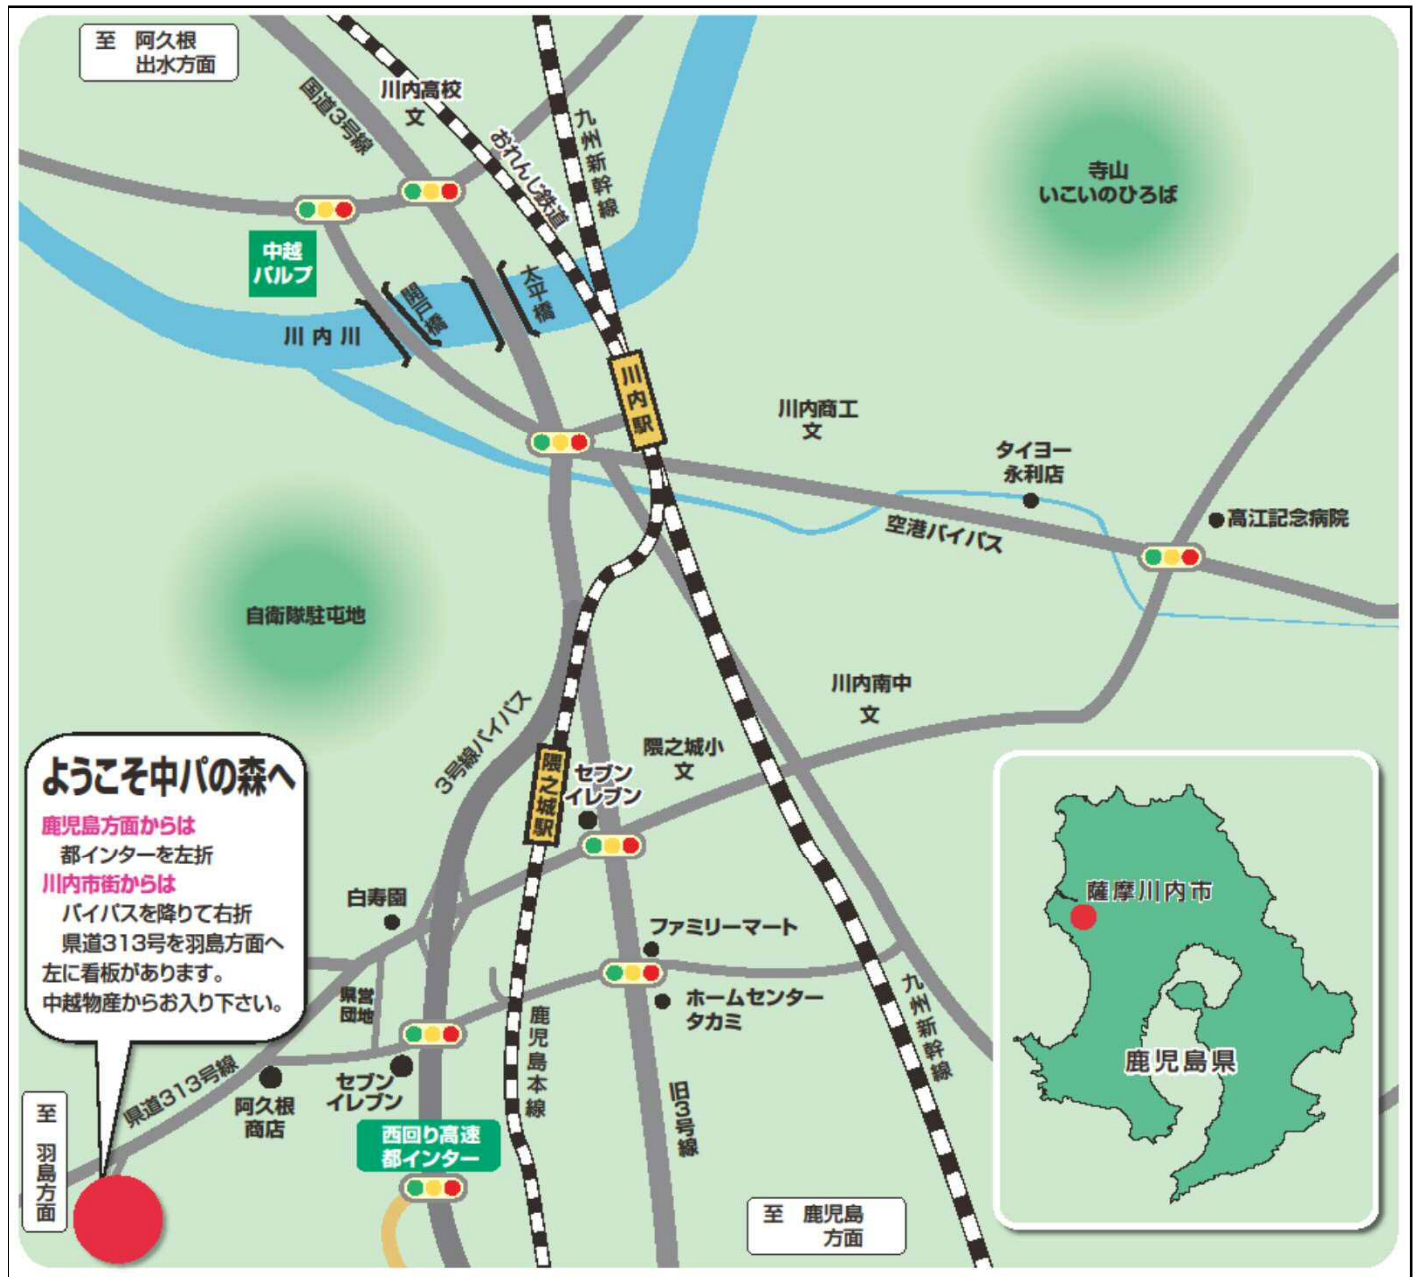 至 阿久根
出水方面
国道3号線
川内高校
文
おれんじ鉄道
九州新幹線
寺山
いこいのひろば
中越
パルプ
開戸橋
太平橋
川内川
川内駅
川内商工
文
タイヨー
永利店
高江記念病院
空港バイパス
自衛隊駐屯地
川内南中
文
3号線バイパス
隈之城小
文
隈之城駅
セブン
イレブン
ようこそ中パの森へ
鹿児島方面からは
都インターを左折
川内市街からは
バイパスを降りて右折
県道313号を羽島方面へ
左に看板があります。
中越物産からお入り下さい。
白寿園
ファミリーマート
県営
団地
ホームセンター
タカミ
九州新幹線
鹿児島本線
旧3号線
県道313号線
阿久根
商店
セブン
イレブン
西回り高速
都インター
至 羽島方面
至 鹿児島
方面
薩摩川内市
鹿児島県